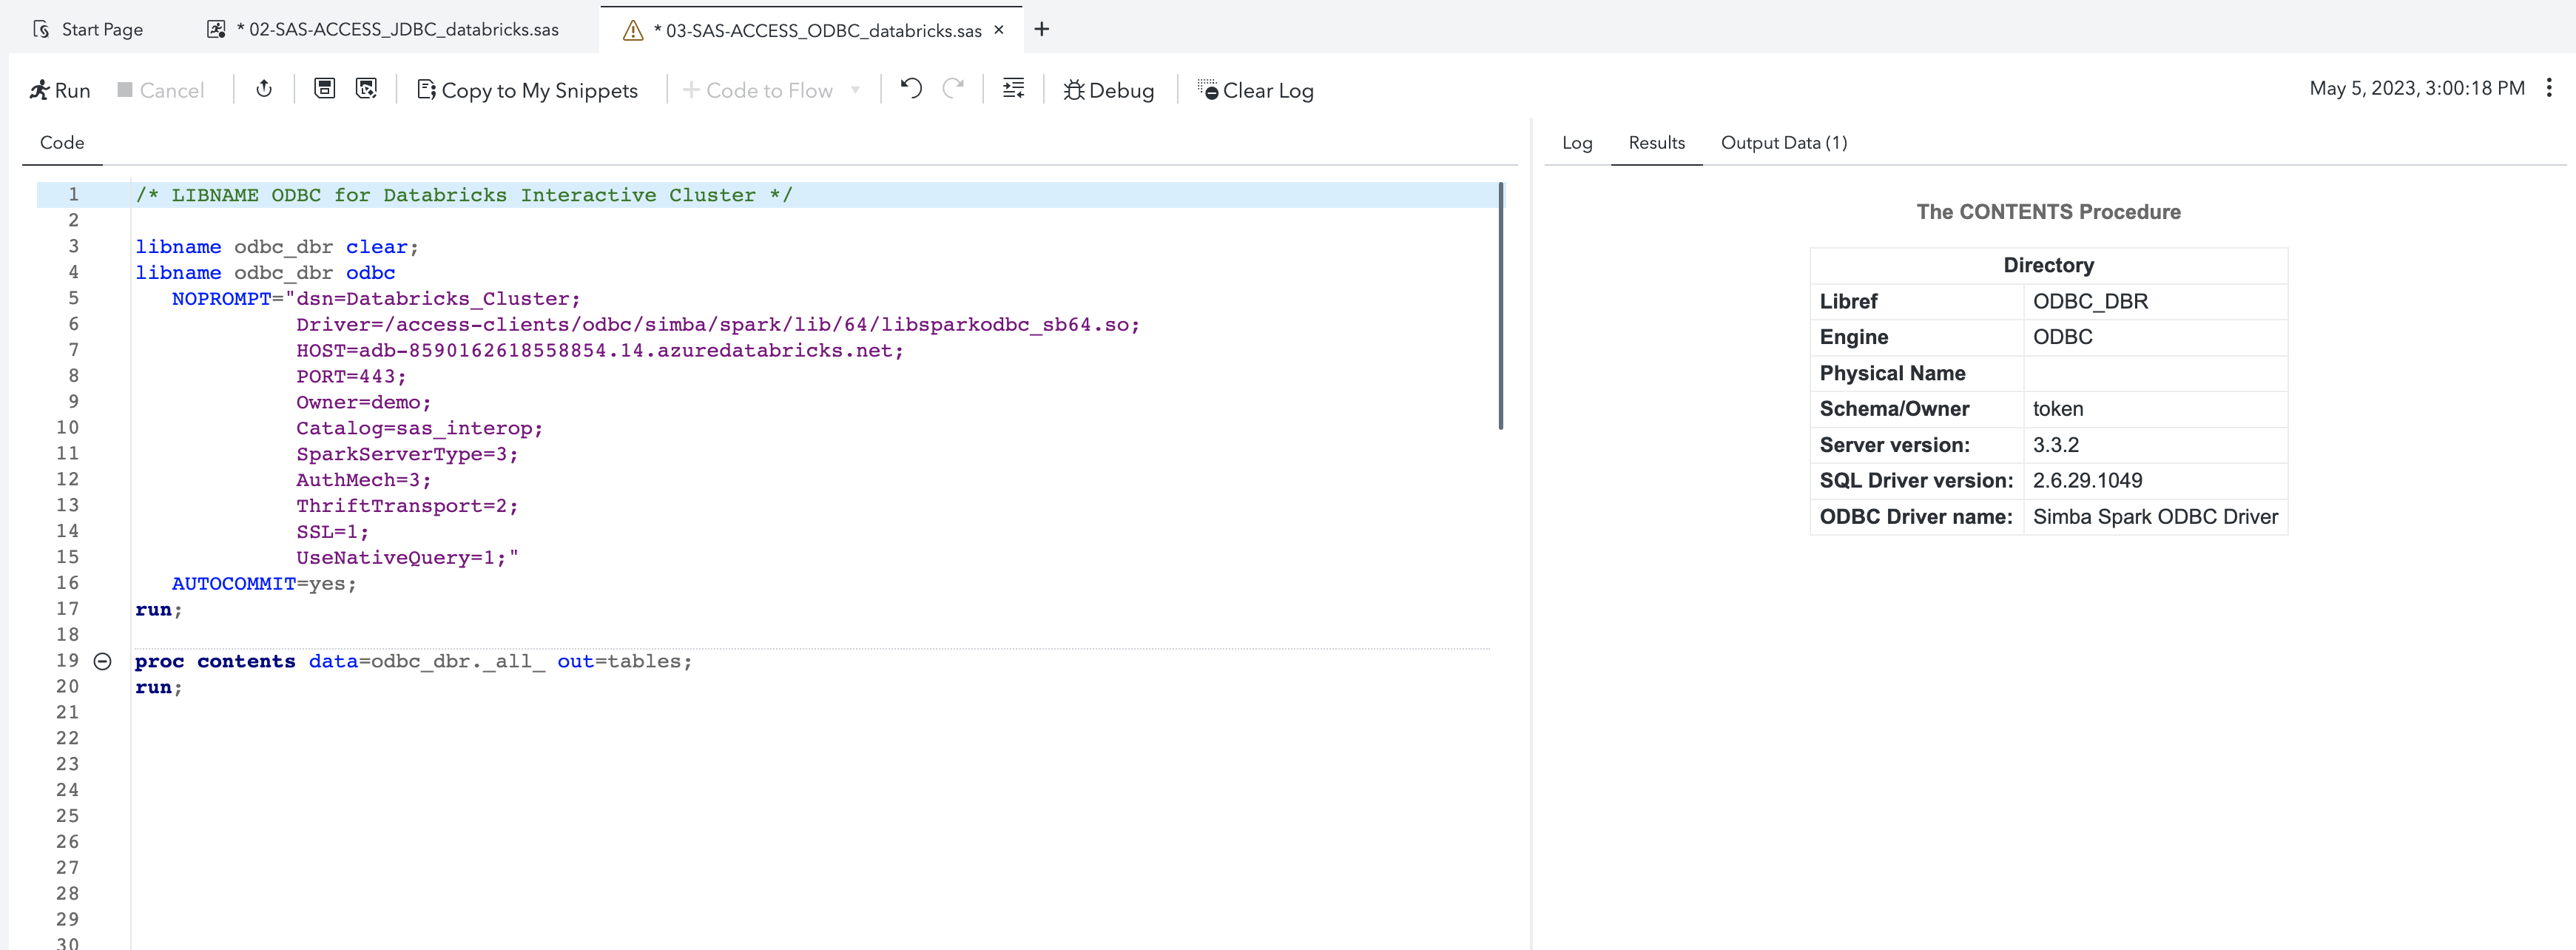 Start Page
* 02-SAS-ACCESS_JDBC_databricks.sas
* 03-SAS-ACCESS_ODBC_databricks.sas
Run
Cancel
Copy to My Snippets
Code to Flow
Debug
Clear Log
May 5, 2023, 3:00:18 PM
Code
1 /* LIBNAME ODBC for Databricks Interactive Cluster */
2
3 libname odbc_dbr clear;
4 libname odbc_dbr odbc
5 NOPROMPT="dsn=Databricks_Cluster;
6 Driver=/access-clients/odbc/simba/spark/lib/64/libsparkodbc_sb64.so;
7 HOST=adb-8590162618558854.14.azuredatabricks.net;
8 PORT=443;
9 Owner=demo;
10 Catalog=sas_interop;
11 SparkServerType=3;
12 AuthMech=3;
13 ThriftTransport=2;
14 SSL=1;
15 UseNativeQuery=1;"
16 AUTOCOMMIT=yes;
17 run;
18
19 proc contents data=odbc_dbr._all_ out=tables;
20 run;
21
22
23
24
25
26
27
28
29
30
Log
Results
Output Data (1)
The CONTENTS Procedure
Directory
Libref ODBC_DBR
Engine ODBC
Physical Name
Schema/Owner token
Server version: 3.3.2
SQL Driver version: 2.6.29.1049
ODBC Driver name: Simba Spark ODBC Driver